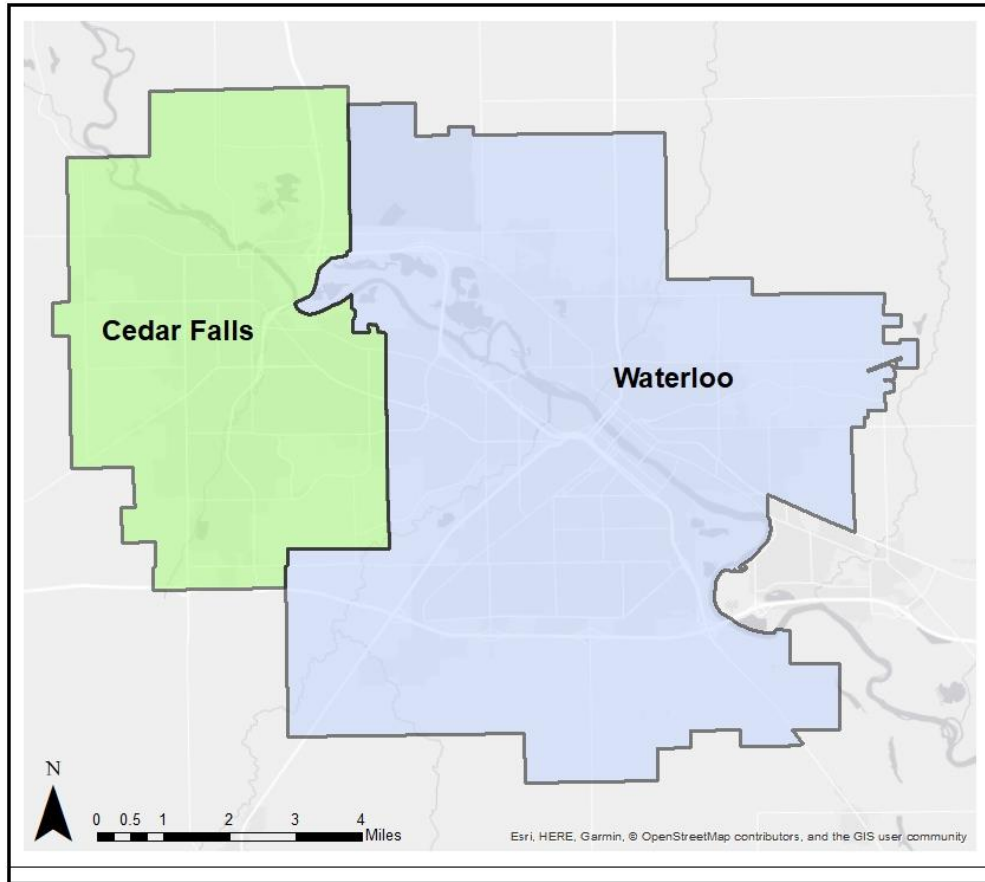 Cedar Falls
Waterloo
N
0 0.5 1 2 3 4
Miles
Esri, HERE, Garmin, © OpenStreetMap contributors, and the GIS user community